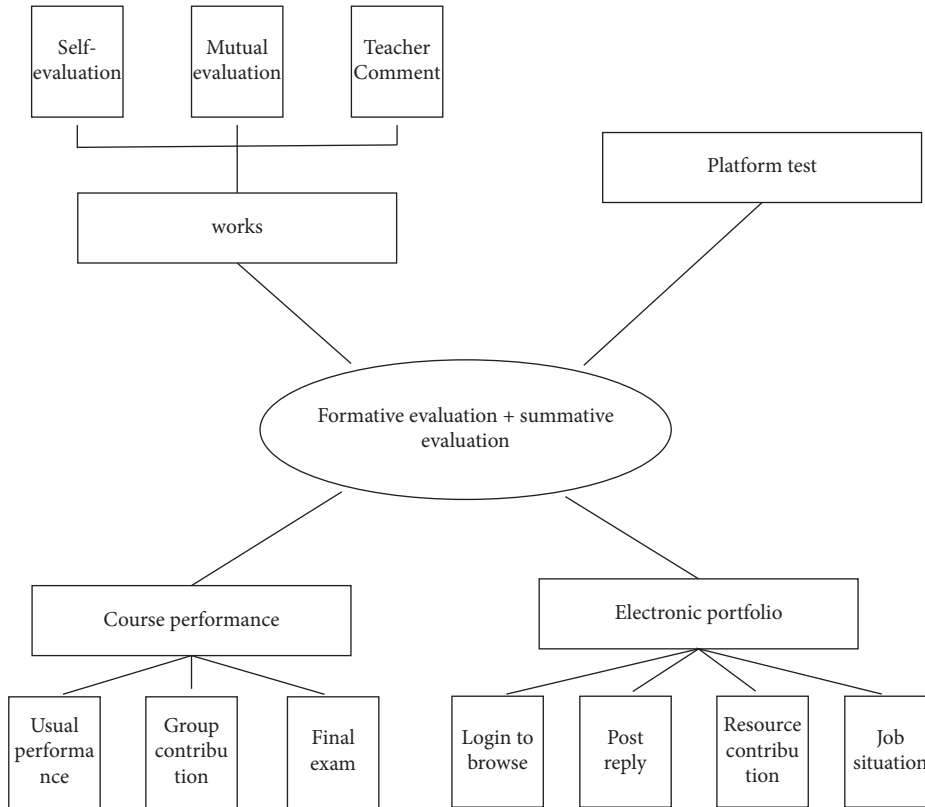 Self-
evaluation
Mutual
evaluation
Teacher
Comment
Platform test
works
Formative evaluation + summative
evaluation
Course performance
Electronic portfolio
Usual
performa
nce
Group
contribu
tion
Final
exam
Login to
browse
Post
reply
Resource
contribu
tion
Job
situation